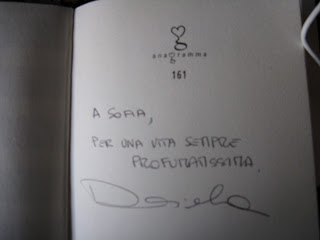 anagramma
161
A SOFIA,
PER UNA VITA SEMPRE
PROFUMATISSIMA.
Daniela